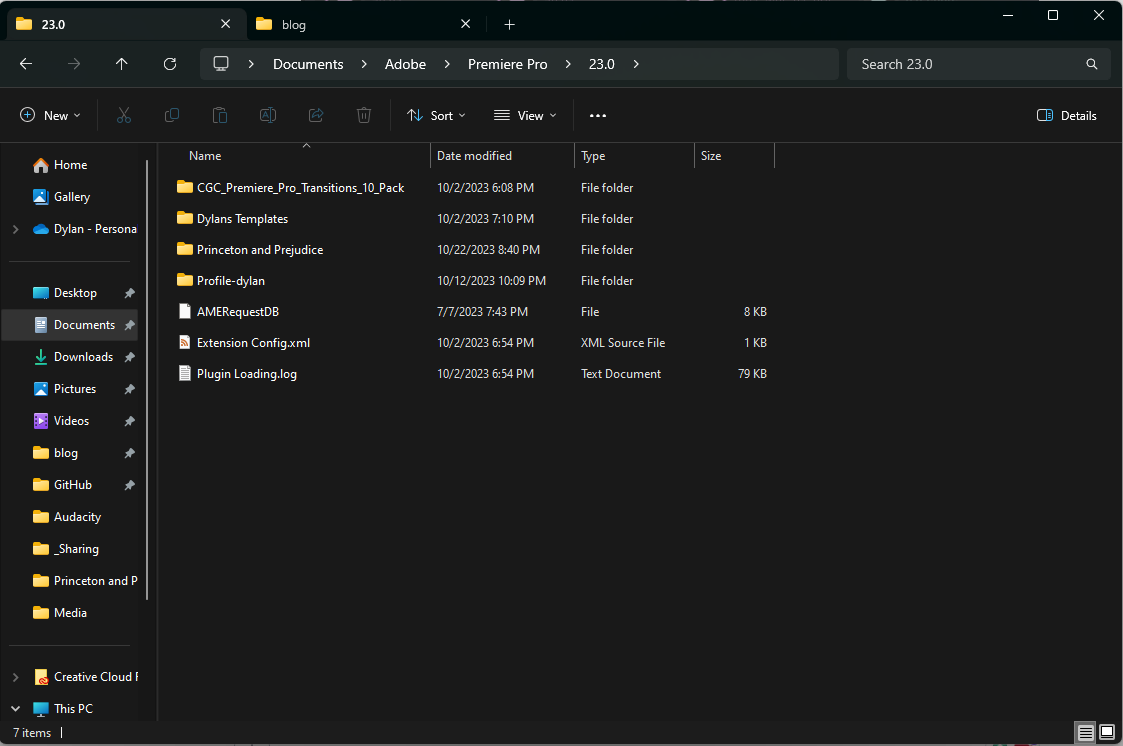 23.0
blog
Documents > Adobe > Premiere Pro > 23.0 >
Search 23.0
New
Sort
View
Details
Name Date modified Type Size
CGC_Premiere_Pro_Transitions_10_Pack 10/2/2023 6:08 PM File folder
Dylans Templates 10/2/2023 7:10 PM File folder
Princeton and Prejudice 10/22/2023 8:40 PM File folder
Profile-dylan 10/12/2023 10:09 PM File folder
AMERequestDB 7/7/2023 7:43 PM File 8 KB
Extension Config.xml 10/2/2023 6:54 PM XML Source File 1 KB
Plugin Loading.log 10/2/2023 6:54 PM Text Document 79 KB
Home
Gallery
Dylan - Persona
Desktop
Documents
Downloads
Pictures
Videos
blog
GitHub
Audacity
_Sharing
Princeton and P
Media
Creative Cloud F
This PC
7 items